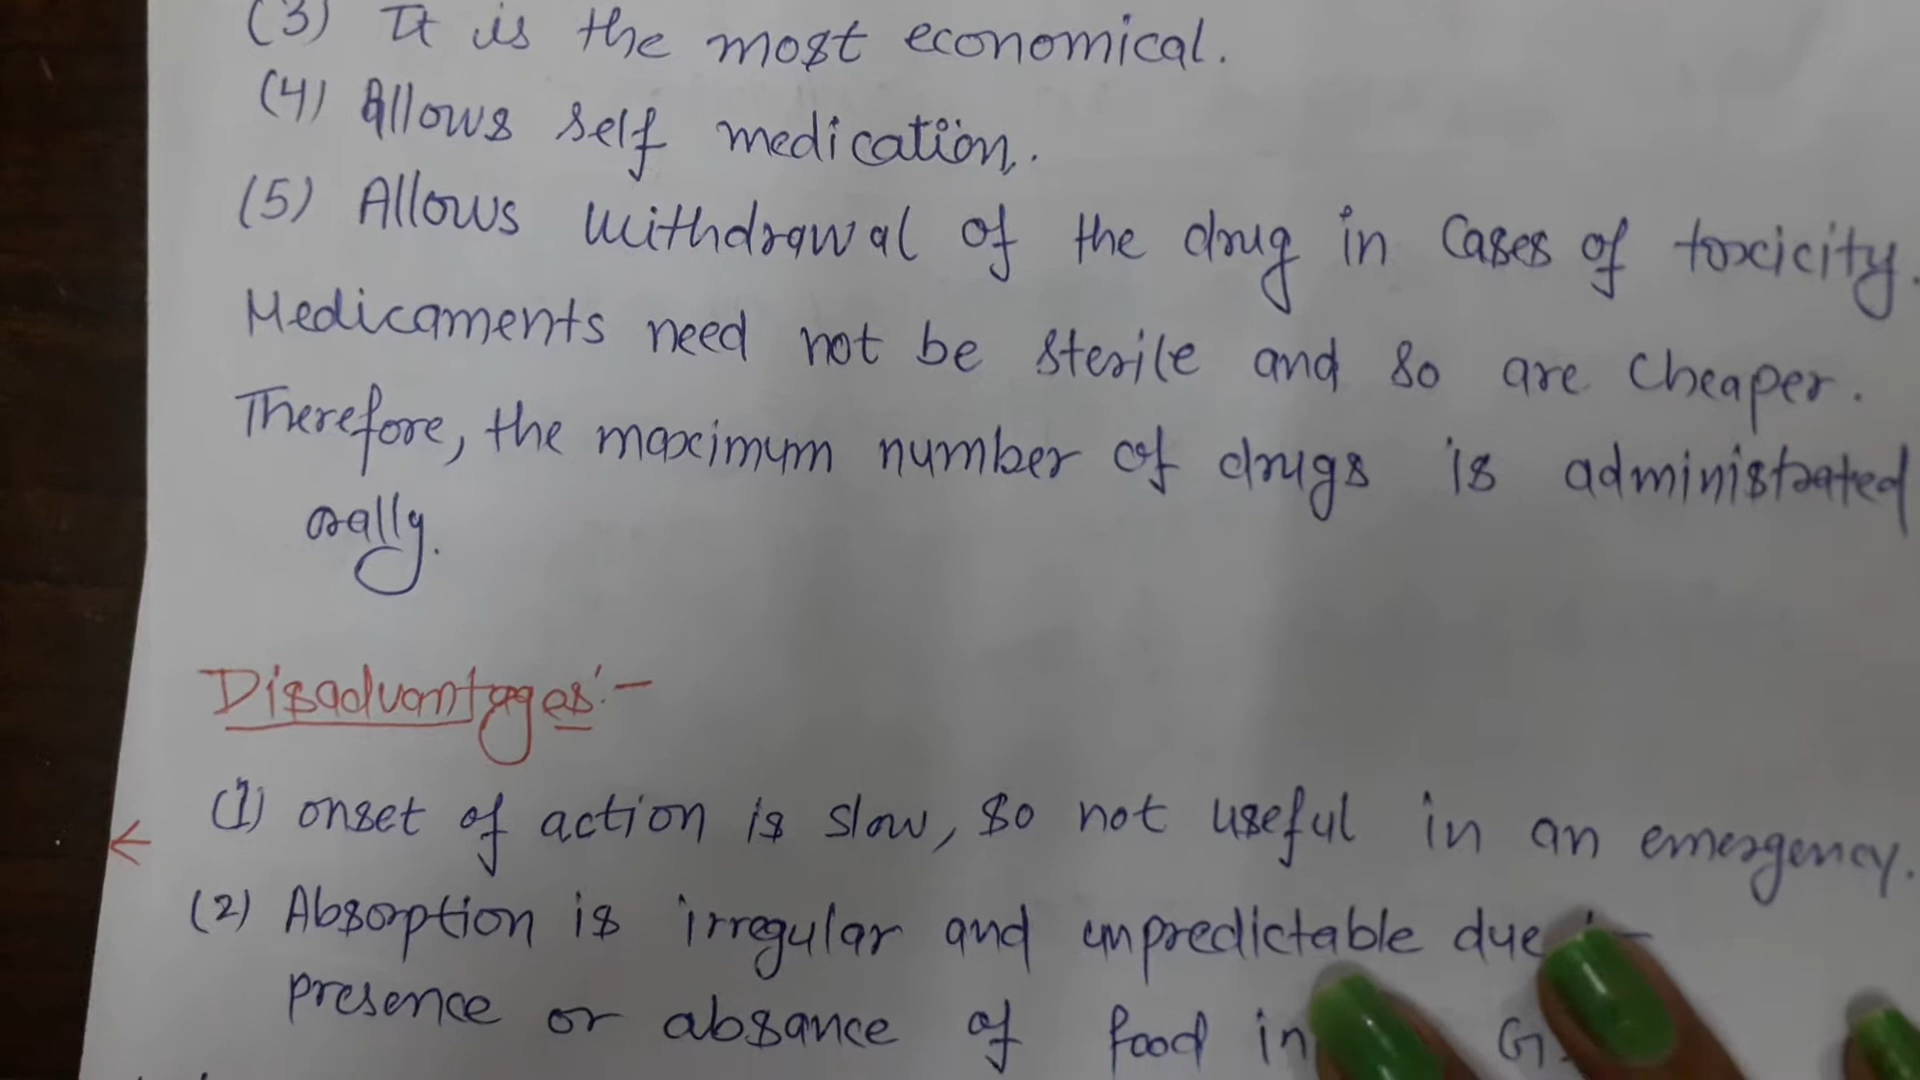 (3) It is the most economical.
(4) Allows self medication.
(5) Allows withdrawal of the drug in cases of toxicity.
Medicaments need not be sterile and so are cheaper.
Therefore, the maximum number of drugs is administrated
orally.
Disadvantages:-
(1) onset of action is slow, so not useful in an emergency.
(2) Absorption is irregular and unpredictable due
presence or absance of food in G.